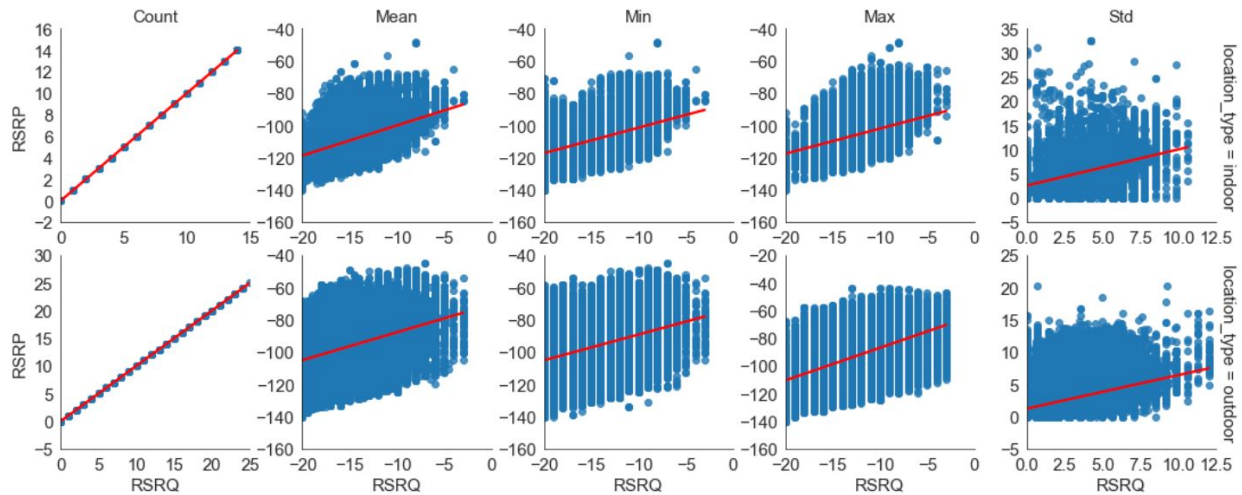 Count Mean Min Max Std
16 14 12 10 8 6 4 2 0 −2
RSRP
0 5 10 15
−40 −60 −80 −100 −120 −140 −160
−20 −15 −10 −5 0
−40 −60 −80 −100 −120 −140 −160
−20 −15 −10 −5 0
−40 −60 −80 −100 −120 −140 −160
−20 −15 −10 −5 0
35 30 25 20 15 10 5 0 −5
0.0 2.5 5.0 7.5 10.0 12.5
location_type = indoor
30 25 20 15 10 5 0 −5
RSRP
0 5 10 15 20 25
RSRQ
−40 −60 −80 −100 −120 −140 −160
−20 −15 −10 −5 0
RSRQ
−40 −60 −80 −100 −120 −140 −160
−20 −15 −10 −5 0
RSRQ
−20 −40 −60 −80 −100 −120 −140 −160
−20 −15 −10 −5 0
RSRQ
25 20 15 10 5 0 −5
0.0 2.5 5.0 7.5 10.0 12.5
RSRQ
location_type = outdoor